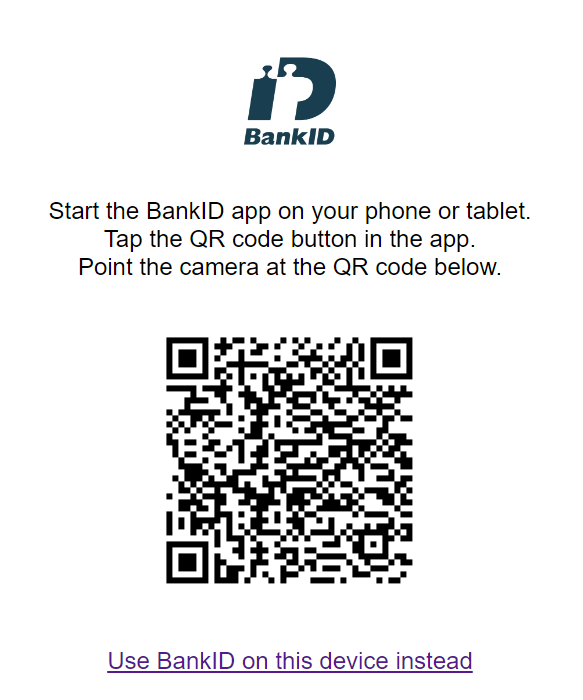 BankID
Start the BankID app on your phone or tablet.
Tap the QR code button in the app.
Point the camera at the QR code below.
Use BankID on this device instead